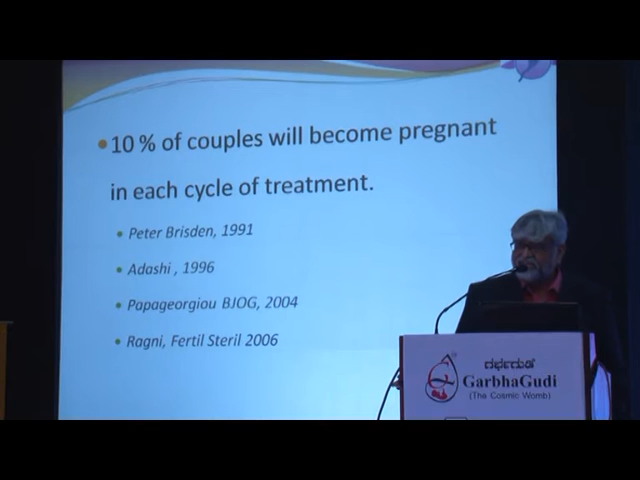 10 % of couples will become pregnant
in each cycle of treatment.
Peter Brisden, 1991
Adashi , 1996
Papageorgiou BJOG, 2004
Ragni, Fertil Steril 2006
ಗರ್ಭಗುಡಿ
GarbhaGudi
(The Cosmic Womb)